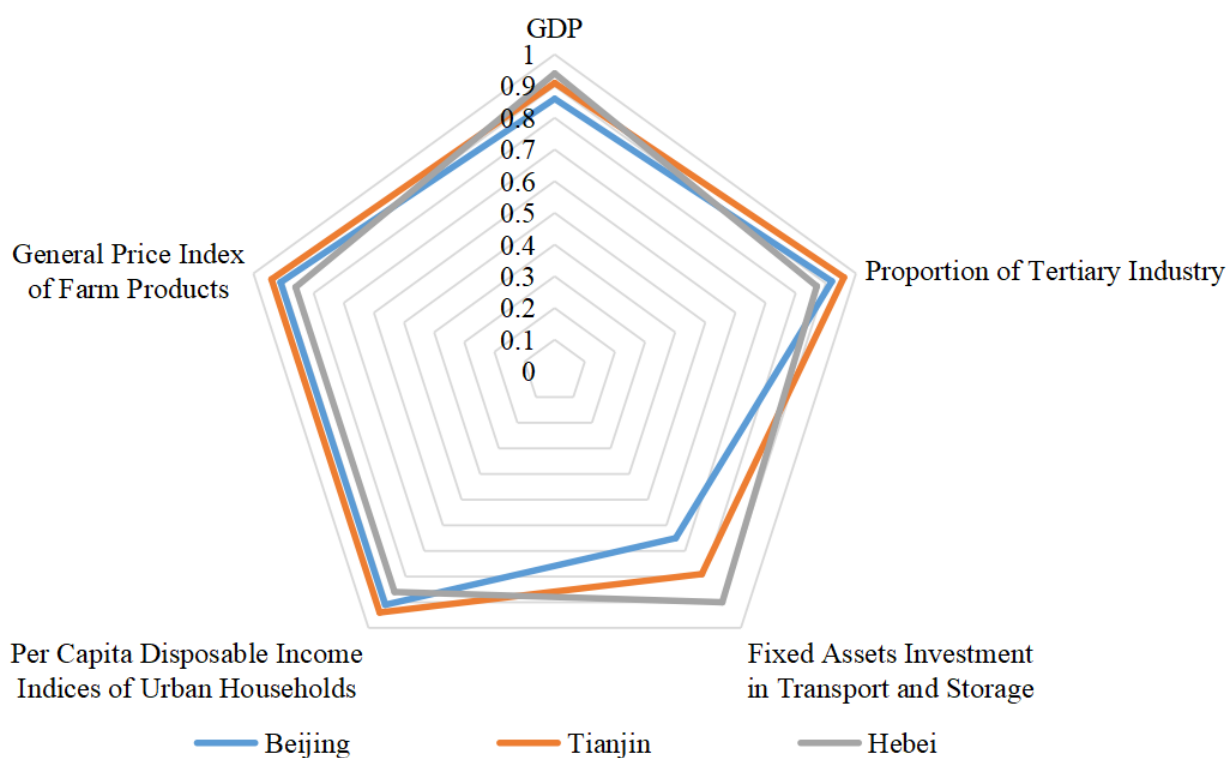 GDP
1
0.9
0.8
0.7
0.6
0.5
0.4
0.3
0.2
0.1
0
General Price Index
of Farm Products
Proportion of Tertiary Industry
Per Capita Disposable Income
Indices of Urban Households
Fixed Assets Investment
in Transport and Storage
Beijing
Tianjin
Hebei